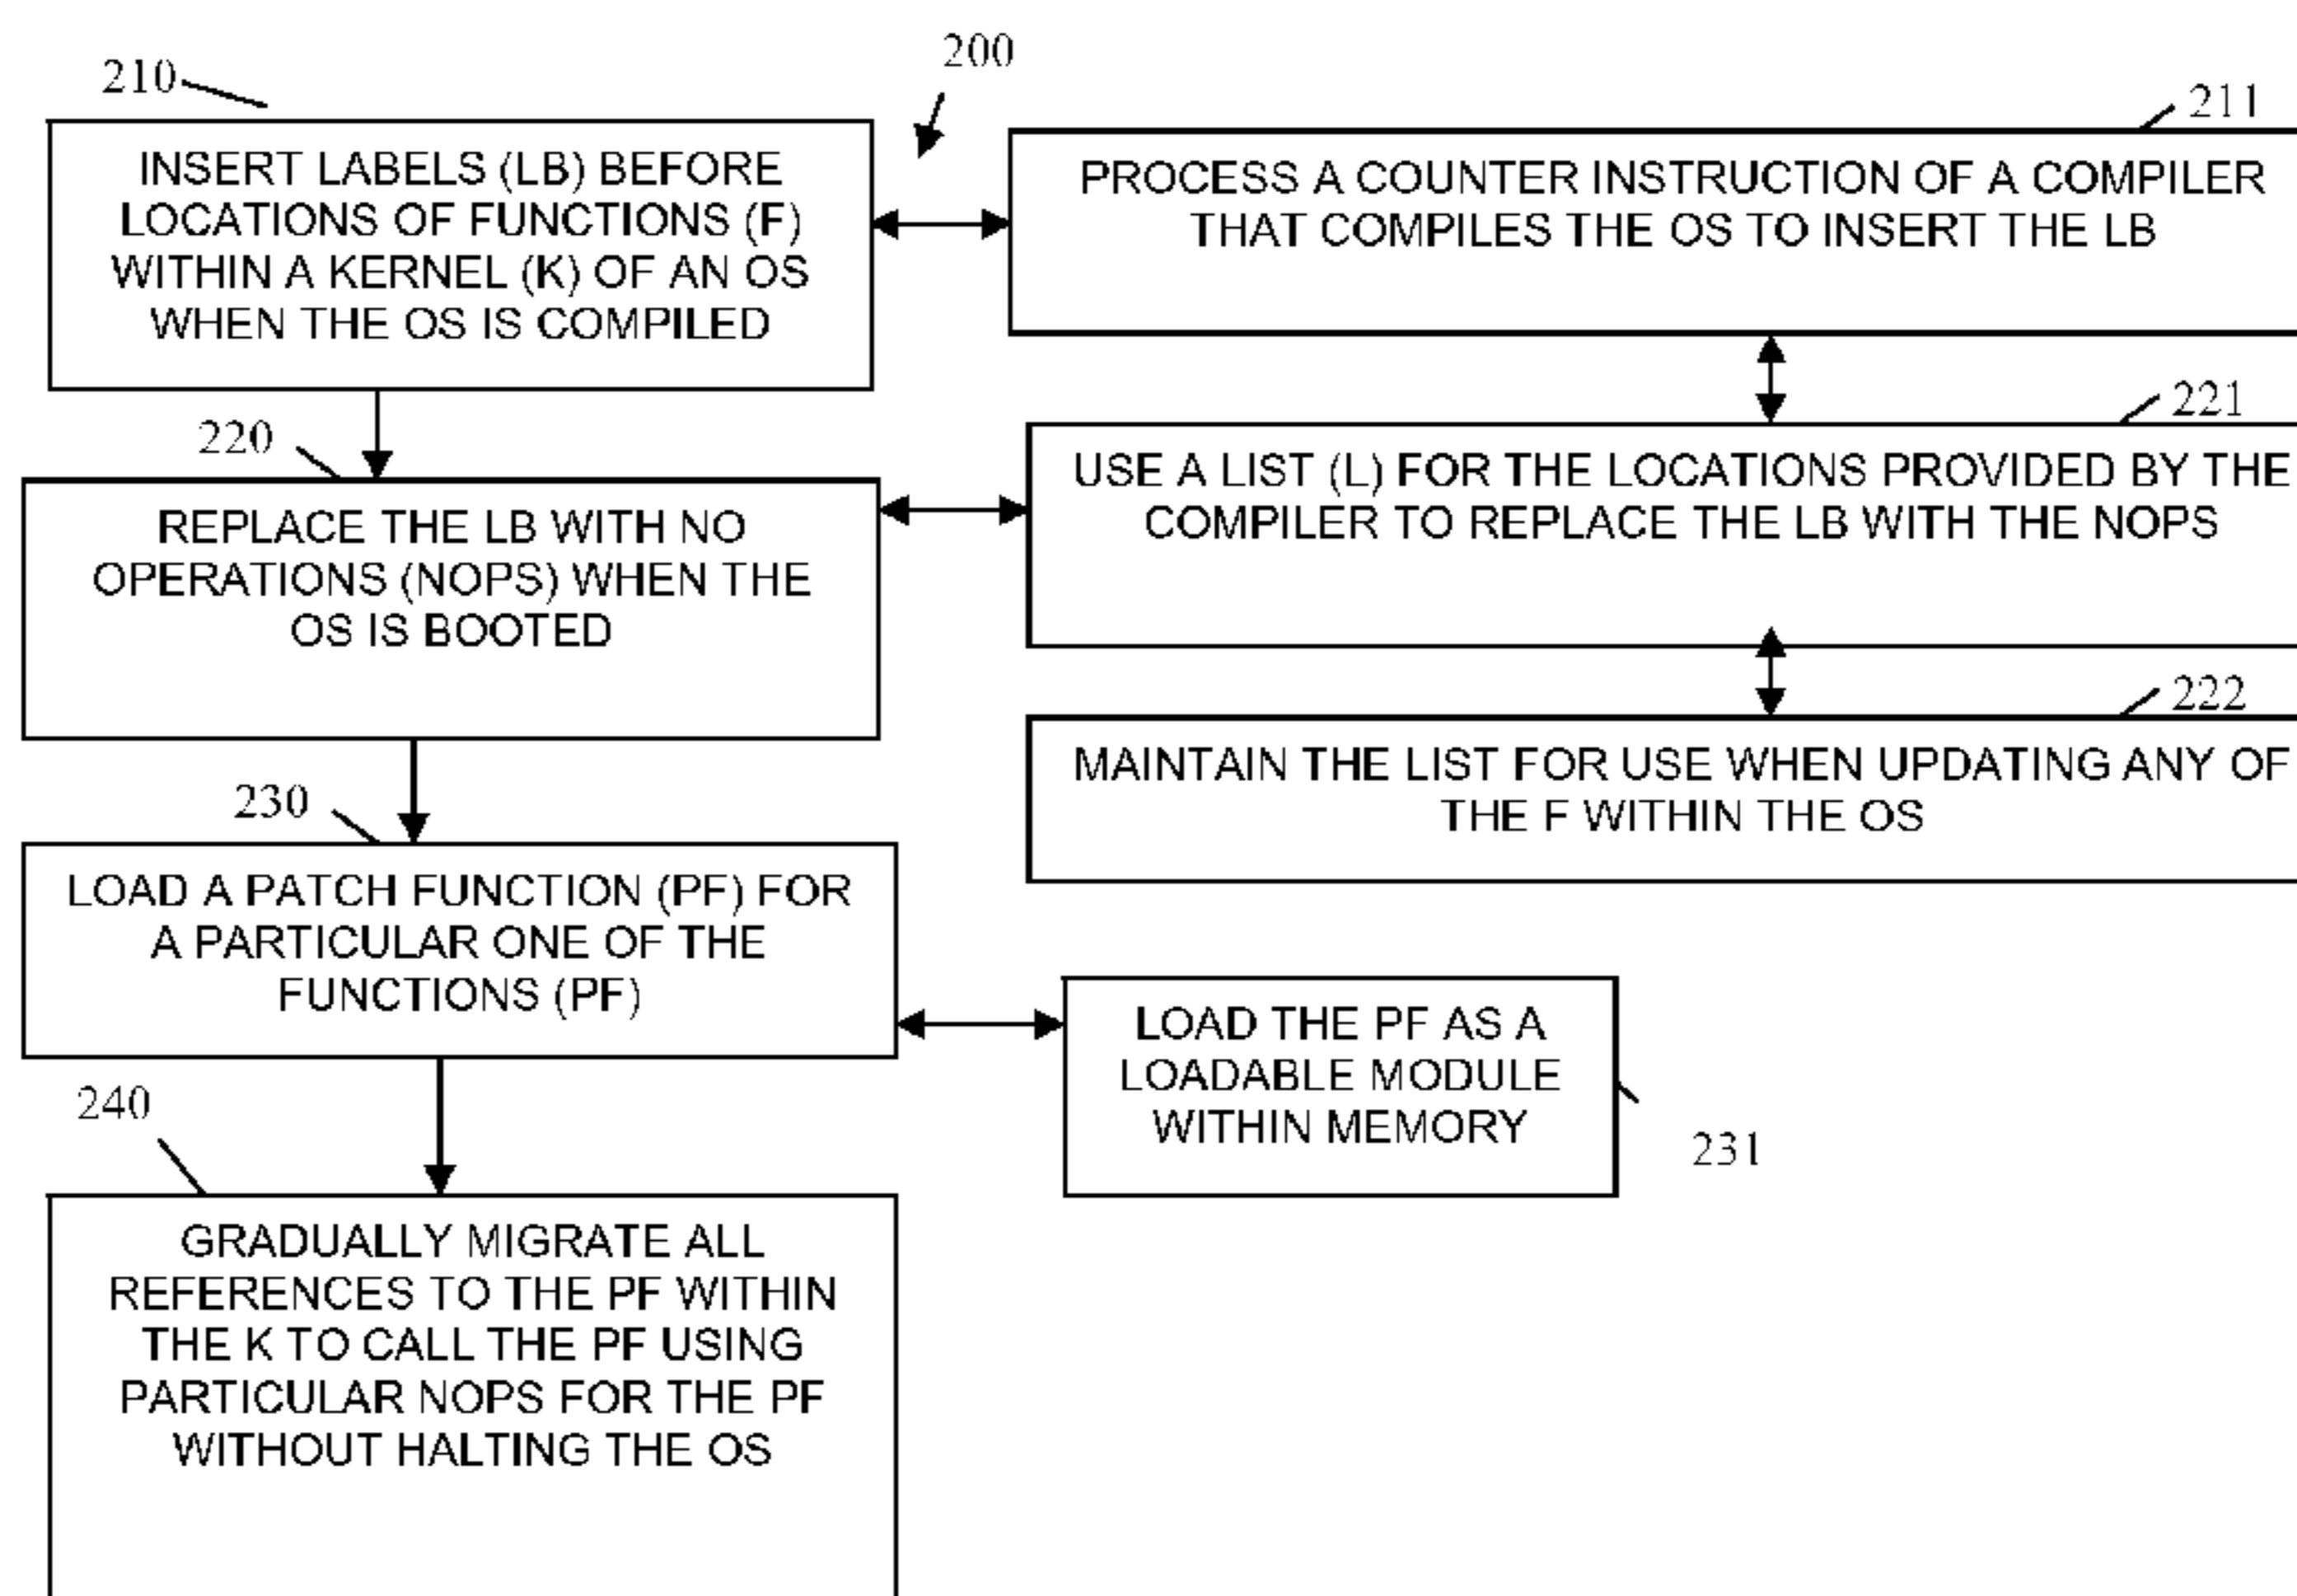 200
210
INSERT LABELS (LB) BEFORE
LOCATIONS OF FUNCTIONS (F)
WITHIN A KERNEL (K) OF AN OS
WHEN THE OS IS COMPILED
211
PROCESS A COUNTER INSTRUCTION OF A COMPILER
THAT COMPILES THE OS TO INSERT THE LB
220
REPLACE THE LB WITH NO
OPERATIONS (NOPS) WHEN THE
OS IS BOOTED
221
USE A LIST (L) FOR THE LOCATIONS PROVIDED BY THE
COMPILER TO REPLACE THE LB WITH THE NOPS
222
MAINTAIN THE LIST FOR USE WHEN UPDATING ANY OF
THE F WITHIN THE OS
230
LOAD A PATCH FUNCTION (PF) FOR
A PARTICULAR ONE OF THE
FUNCTIONS (PF)
LOAD THE PF AS A
LOADABLE MODULE
WITHIN MEMORY
231
240
GRADUALLY MIGRATE ALL
REFERENCES TO THE PF WITHIN
THE K TO CALL THE PF USING
PARTICULAR NOPS FOR THE PF
WITHOUT HALTING THE OS